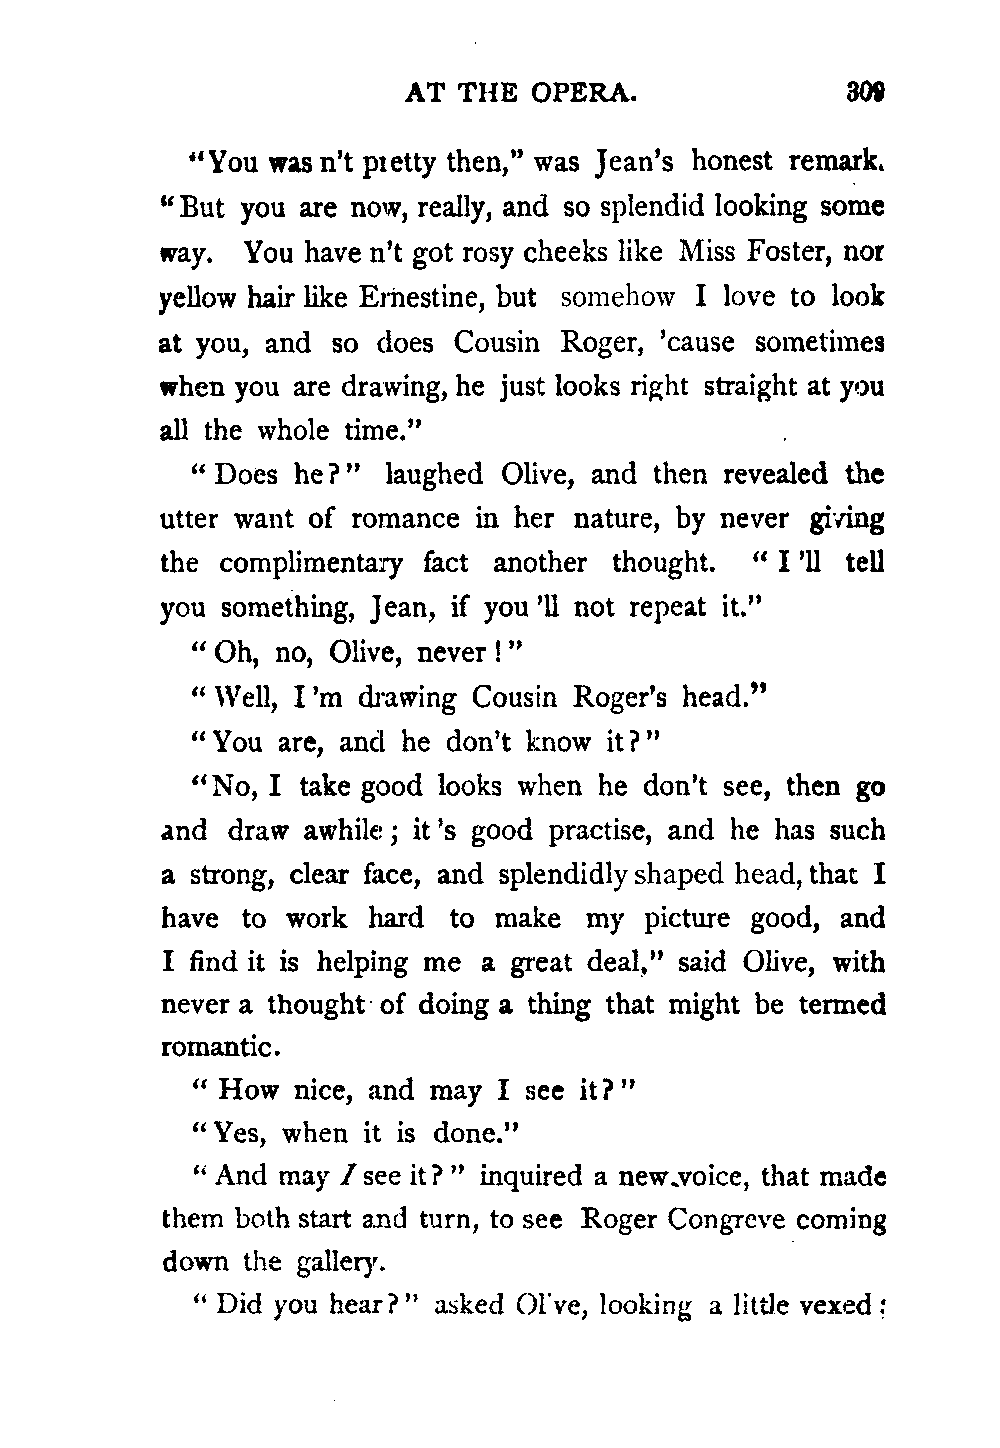 AT THE OPERA. 309
"You was n't pretty then," was Jean's honest remark.
"But you are now, really, and so splendid looking some
way. You have n't got rosy cheeks like Miss Foster, nor
yellow hair like Ernestine, but somehow I love to look
at you, and so does Cousin Roger, 'cause sometimes
when you are drawing, he just looks right straight at you
all the whole time."
"Does he?" laughed Olive, and then revealed the
utter want of romance in her nature, by never giving
the complimentary fact another thought. "I 'll tell
you something, Jean, if you 'll not repeat it."
"Oh, no, Olive, never!"
"Well, I 'm drawing Cousin Roger's head."
"You are, and he don't know it?"
"No, I take good looks when he don't see, then go
and draw awhile; it 's good practise, and he has such
a strong, clear face, and splendidly shaped head, that I
have to work hard to make my picture good, and
I find it is helping me a great deal," said Olive, with
never a thought of doing a thing that might be termed
romantic.
"How nice, and may I see it?"
"Yes, when it is done."
"And may I see it?" inquired a new voice, that made
them both start and turn, to see Roger Congreve coming
down the gallery.
"Did you hear?" asked Olive, looking a little vexed;